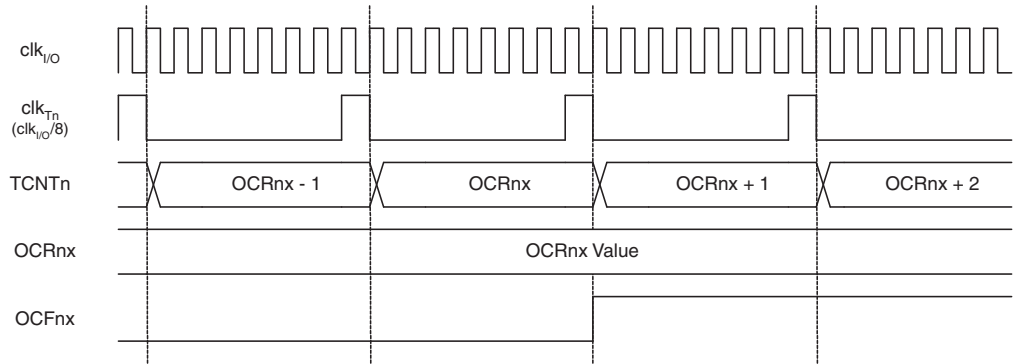 clkI/O
clkTn
(clkI/O/8)
TCNTn OCRnx - 1 OCRnx OCRnx + 1 OCRnx + 2
OCRnx OCRnx Value
OCFnx